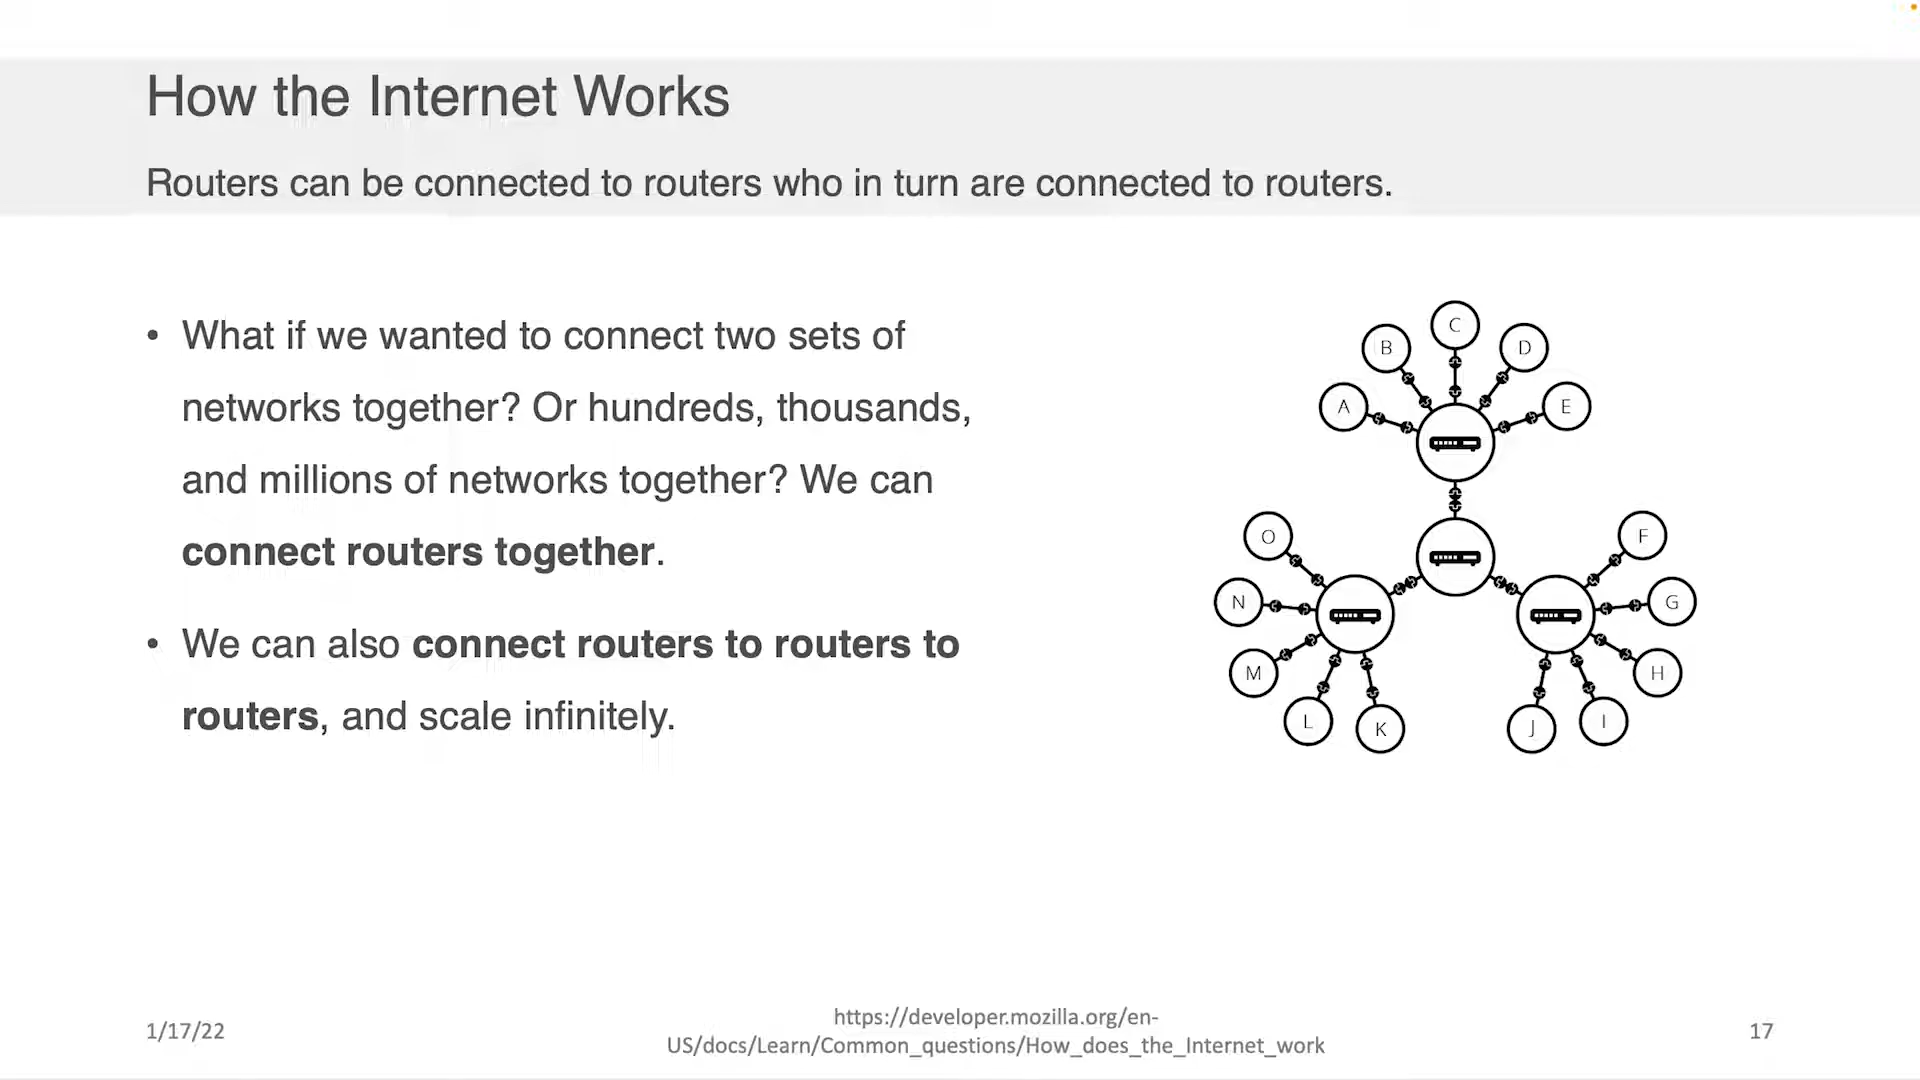 How the Internet Works
Routers can be connected to routers who in turn are connected to routers.
• What if we wanted to connect two sets of
networks together? Or hundreds, thousands,
and millions of networks together? We can
connect routers together.
• We can also connect routers to routers to
routers, and scale infinitely.
C
B
D
A
E
O
F
N
G
M
H
L
K
J
I
1/17/22
https://developer.mozilla.org/en-
US/docs/Learn/Common_questions/How_does_the_Internet_work
17